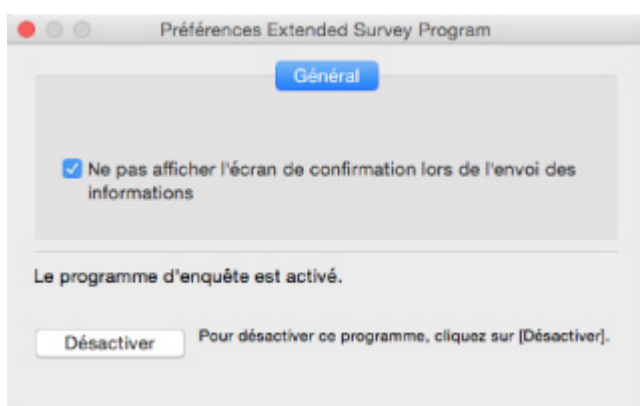 Préférences Extended Survey Program
Général
Ne pas afficher l'écran de confirmation lors de l'envoi des
informations
Le programme d'enquête est activé.
Désactiver
Pour désactiver ce programme, cliquez sur [Désactiver].